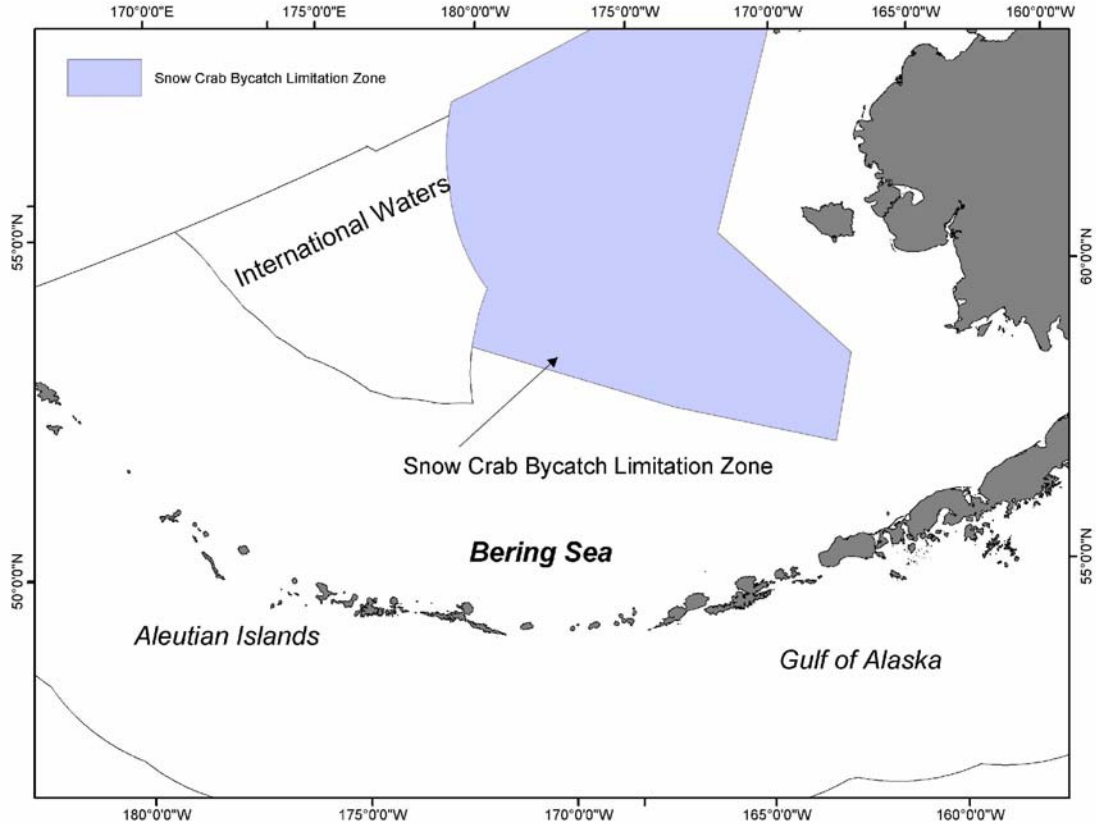 170°0'0"E 175°0'0"E 180°0'0"W 175°0'0"W 170°0'0"W 165°0'0"W 160°0'0"W
Snow Crab Bycatch Limitation Zone
International Waters
55°0'0"N
60°0'0"N
Snow Crab Bycatch Limitation Zone
Bering Sea
50°0'0"N
55°0'0"N
Aleutian Islands
Gulf of Alaska
180°0'0"W 175°0'0"W 170°0'0"W 165°0'0"W 160°0'0"W